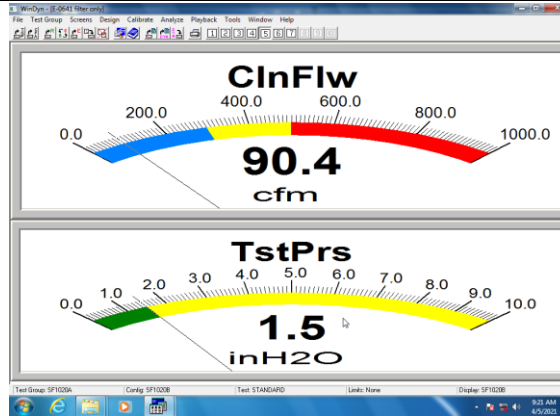 WinDyn - [E-0641 filter only]
File Test Group Screens Design Calibrate Analyze Playback Tools Window Help
1 2 3 4 5 6 7
ClnFlw
0.0 200.0 400.0 600.0 800.0 1000.0
90.4
cfm
TstPrs
0.0 1.0 2.0 3.0 4.0 5.0 6.0 7.0 8.0 9.0 10.0
1.5
inH2O
Test Group: SF1020A Config: SF1020B Test: STANDARD Limits: None Display: SF1020B
9:21 AM